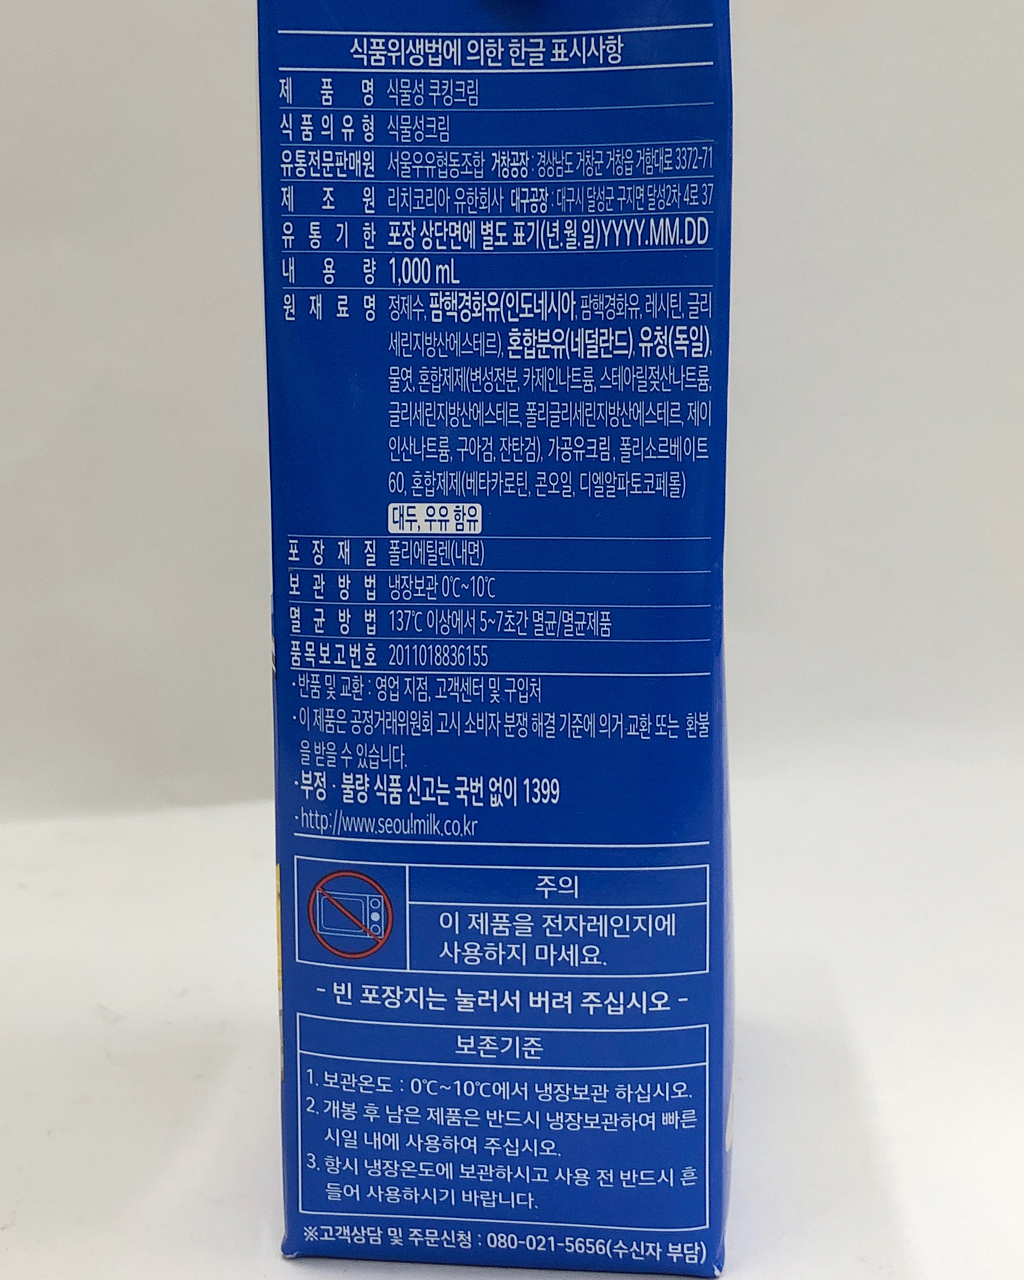 식품위생법에 의한 한글 표시사항
제 품 명 식물성 쿠킹크림
식품의유형 식물성크림
유통전문판매원 서울우유협동조합 거창공장 : 경상남도 거창군 거창읍 거함대로 3372-71
제 조 원 리치코리아 유한회사 대구공장 : 대구시 달성군 구지면 달성2차 4로 37
유 통 기 한 포장 상단면에 별도 표기(년.월.일)YYYY.MM.DD
내 용 량 1,000 mL
원 재 료 명 정제수, 팜핵경화유(인도네시아, 팜핵경화유, 레시틴, 글리
세린지방산에스테르), 혼합분유(네덜란드), 유청(독일),
물엿, 혼합제제(변성전분, 카제인나트륨, 스테아릴젖산나트륨,
글리세린지방산에스테르, 폴리글리세린지방산에스테르, 제이
인산나트륨, 구아검, 잔탄검), 가공유크림, 폴리소르베이트
60, 혼합제제(베타카로틴, 콘오일, 디엘알파토코페롤)
대두, 우유 함유
포 장 재 질 폴리에틸렌(내면)
보 관 방 법 냉장보관 0℃~10℃
멸 균 방 법 137℃ 이상에서 5~7초간 멸균/멸균제품
품목보고번호 2011018836155
·반품 및 교환 : 영업 지점, 고객센터 및 구입처
·이 제품은 공정거래위원회 고시 소비자 분쟁 해결 기준에 의거 교환 또는 환불
을 받을 수 있습니다.
·부정 · 불량 식품 신고는 국번 없이 1399
·http://www.seoulmilk.co.kr
주의
이 제품을 전자레인지에
사용하지 마세요.
- 빈 포장지는 눌러서 버려 주십시오 -
보존기준
1. 보관온도 : 0℃~10℃에서 냉장보관 하십시오.
2. 개봉 후 남은 제품은 반드시 냉장보관하여 빠른
시일 내에 사용하여 주십시오.
3. 항시 냉장온도에 보관하시고 사용 전 반드시 흔
들어 사용하시기 바랍니다.
※고객상담 및 주문신청 : 080-021-5656(수신자 부담)